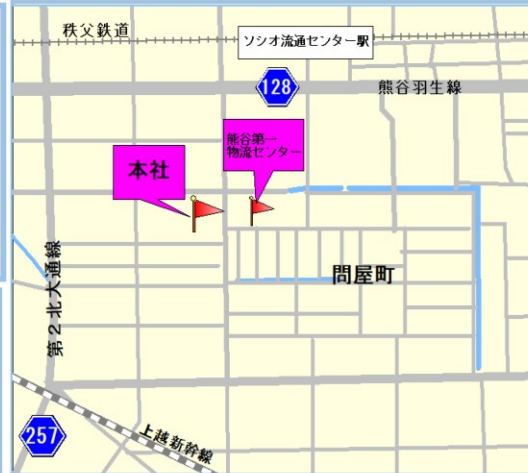 秩父鉄道
ソシオ流通センター駅
128
熊谷羽生線
熊谷第一
物流センター
本社
問屋町
第2北大通線
257
上越新幹線